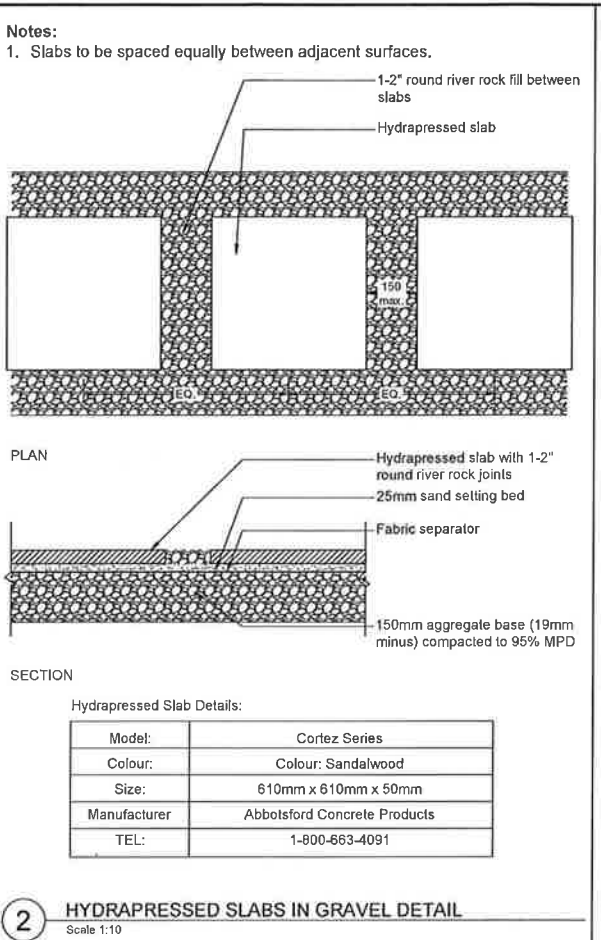 Notes:
1. Slabs to be spaced equally between adjacent surfaces.
1-2" round river rock fill between
slabs
Hydrapressed slab
150
max.
EQ.
EQ.
PLAN
Hydrapressed slab with 1-2"
round river rock joints
25mm sand setting bed
Fabric separator
150mm aggregate base (19mm
minus) compacted to 95% MPD
SECTION
Hydrapressed Slab Details:
Model: Cortez Series
Colour: Colour: Sandalwood
Size: 610mm x 610mm x 50mm
Manufacturer Abbotsford Concrete Products
TEL: 1-800-663-4091
2 HYDRAPRESSED SLABS IN GRAVEL DETAIL
Scale 1:10